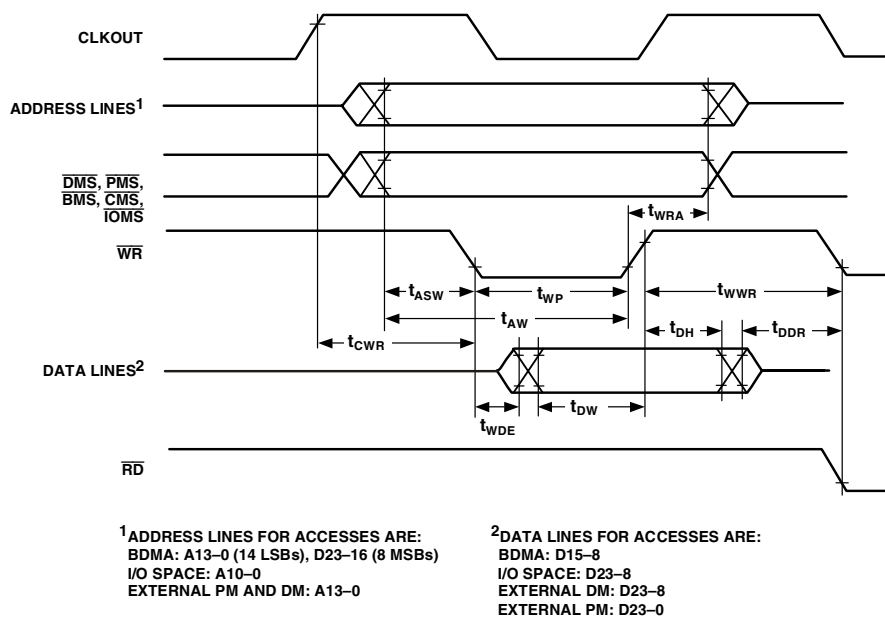 CLKOUT
ADDRESS LINES1
DMS, PMS,
BMS, CMS,
IOMS
tWRA
WR
tASW
tWP
tWWR
tAW
tCWR
tDH
tDDR
DATA LINES2
tWDE
tDW
RD
1ADDRESS LINES FOR ACCESSES ARE:
BDMA: A13–0 (14 LSBs), D23–16 (8 MSBs)
I/O SPACE: A10–0
EXTERNAL PM AND DM: A13–0
2DATA LINES FOR ACCESSES ARE:
BDMA: D15–8
I/O SPACE: D23–8
EXTERNAL DM: D23–8
EXTERNAL PM: D23–0